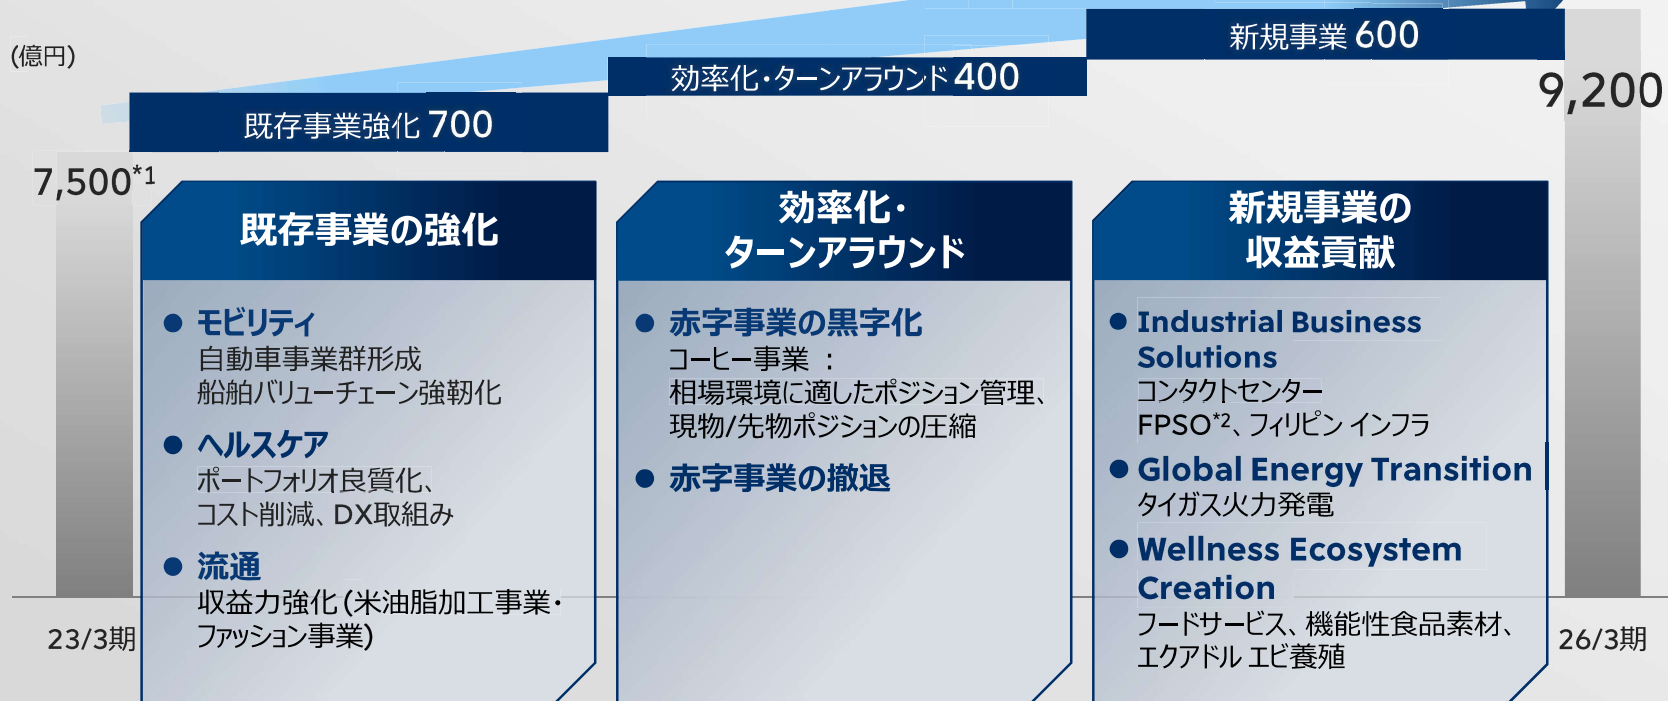 (億円)
新規事業 600
効率化・ターンアラウンド 400
9,200
既存事業強化 700
7,500*1
既存事業の強化
● モビリティ
自動車事業群形成
船舶バリューチェーン強靭化
● ヘルスケア
ポートフォリオ良質化、
コスト削減、DX取組み
● 流通
収益力強化 (米油脂加工事業・
ファッション事業)
効率化・
ターンアラウンド
● 赤字事業の黒字化
コーヒー事業 :
相場環境に適したポジション管理、
現物/先物ポジションの圧縮
● 赤字事業の撤退
新規事業の
収益貢献
● Industrial Business
Solutions
コンタクトセンター
FPSO*2、フィリピン インフラ
● Global Energy Transition
タイガス火力発電
● Wellness Ecosystem
Creation
フードサービス、機能性食品素材、
エクアドル エビ養殖
23/3期
26/3期